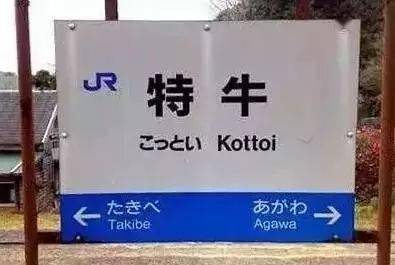 JR 特牛
こっとい Kottoi
← たきべ あがわ →
Takibe Agawa